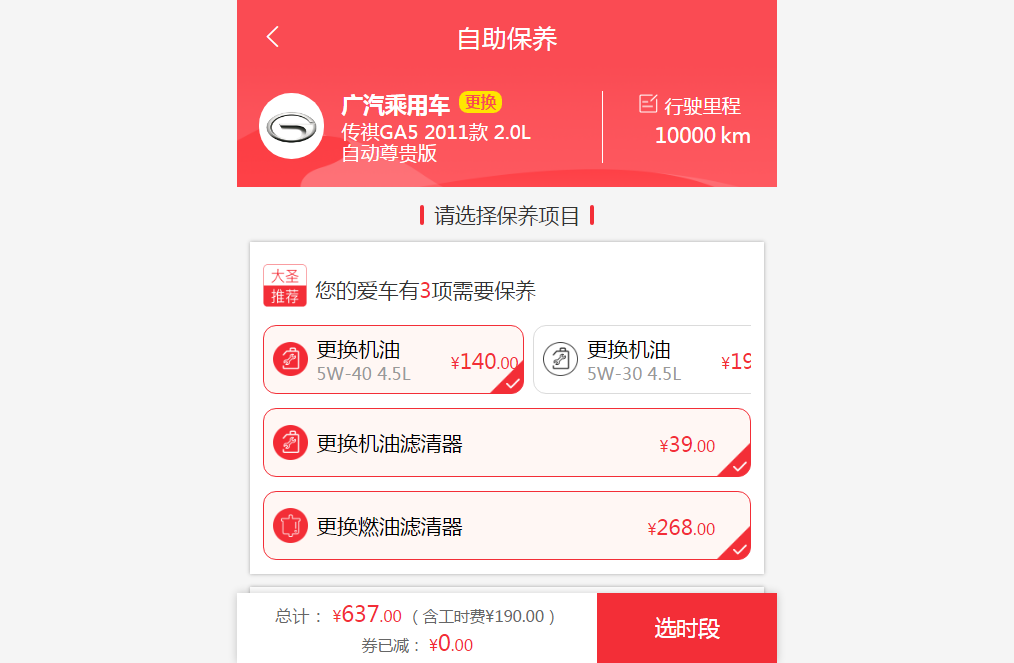 自助保养
广汽乘用车 更换
传祺GA5 2011款 2.0L
自动尊贵版
行驶里程
10000 km
请选择保养项目
大圣
推荐
您的爱车有3项需要保养
更换机油
5W-40 4.5L
¥140.00
更换机油
5W-30 4.5L
¥19
更换机油滤清器
¥39.00
更换燃油滤清器
¥268.00
总计： ¥637.00 ( 含工时费¥190.00 )
券已减： ¥0.00
选时段